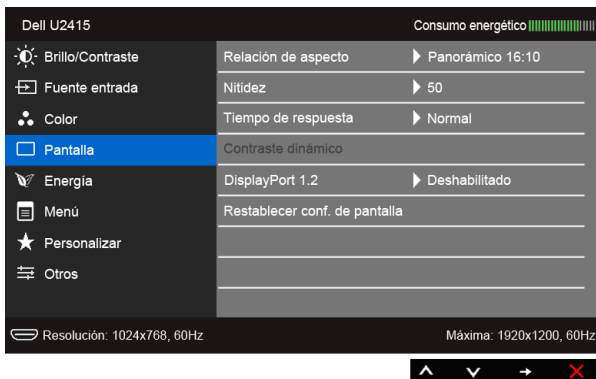 Dell U2415 Consumo energético
Brillo/Contraste Relación de aspecto Panorámico 16:10
Fuente entrada Nitidez 50
Color Tiempo de respuesta Normal
Pantalla Contraste dinámico
Energía DisplayPort 1.2 Deshabilitado
Menú Restablecer conf. de pantalla
Personalizar
Otros
Resolución: 1024x768, 60Hz Máxima: 1920x1200, 60Hz